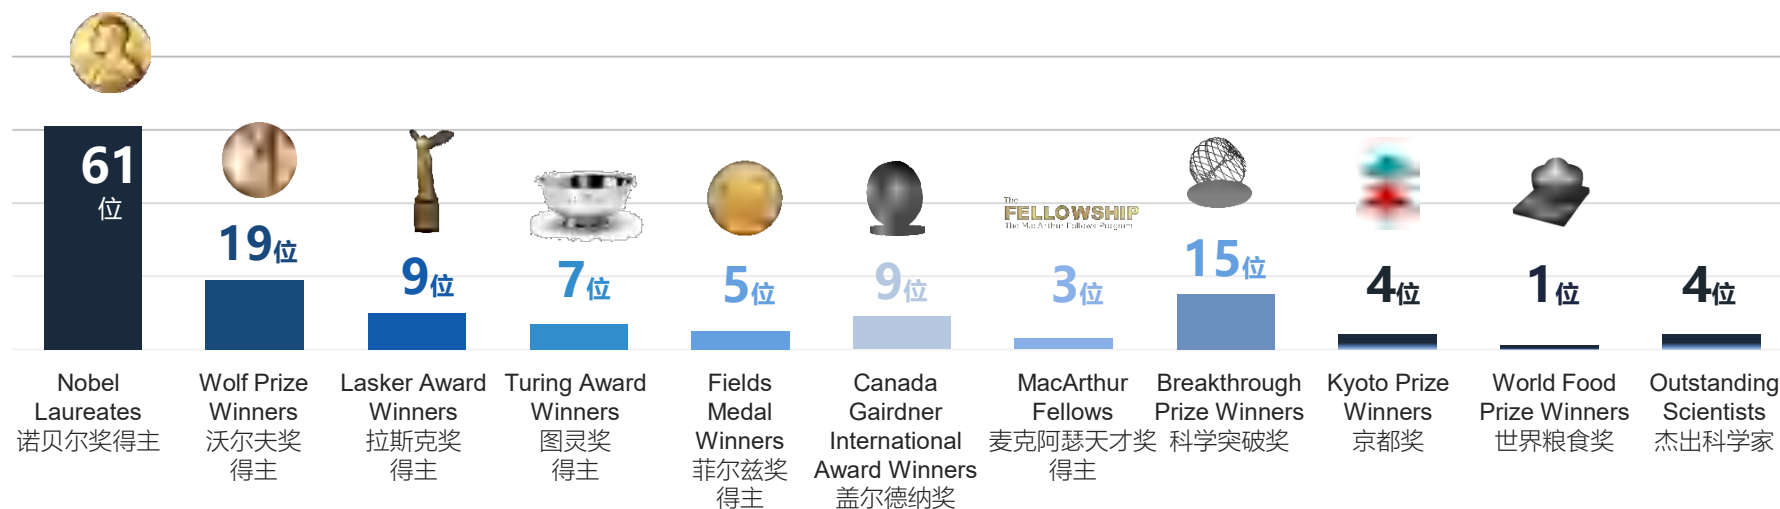 61
位
19位
9位
7位
5位
9位
The
FELLOWSHIP
The MacArthur Fellows Program
3位
15位
4位
1位
4位
Nobel
Laureates
诺贝尔奖得主
Wolf Prize
Winners
沃尔夫奖
得主
Lasker Award
Winners
拉斯克奖
得主
Turing Award
Winners
图灵奖
得主
Fields
Medal
Winners
菲尔兹奖
得主
Canada
Gairdner
International
Award Winners
盖尔德纳奖
MacArthur
Fellows
麦克阿瑟天才奖
得主
Breakthrough
Prize Winners
科学突破奖
Kyoto Prize
Winners
京都奖
World Food
Prize Winners
世界粮食奖
Outstanding
Scientists
杰出科学家